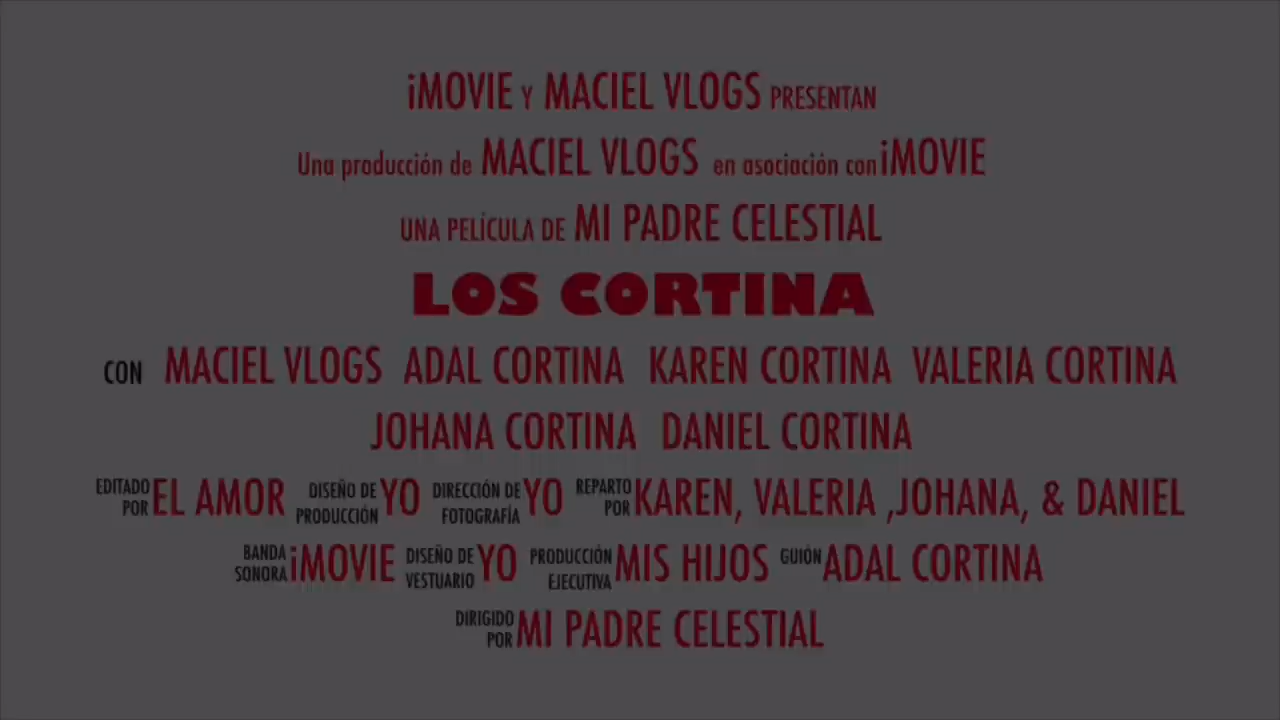 iMOVIE Y MACIEL VLOGS PRESENTAN
Una producción de MACIEL VLOGS en asociación con iMOVIE
UNA PELÍCULA DE MI PADRE CELESTIAL
LOS CORTINA
CON MACIEL VLOGS ADAL CORTINA KAREN CORTINA VALERIA CORTINA
JOHANA CORTINA DANIEL CORTINA
EDITADO POR EL AMOR DISEÑO DE PRODUCCIÓN YO DIRECCIÓN DE FOTOGRAFÍA YO REPARTO POR KAREN, VALERIA ,JOHANA, & DANIEL
BANDA SONORA iMOVIE DISEÑO DE VESTUARIO YO PRODUCCIÓN EJECUTIVA MIS HIJOS GUIÓN ADAL CORTINA
DIRIGIDO POR MI PADRE CELESTIAL